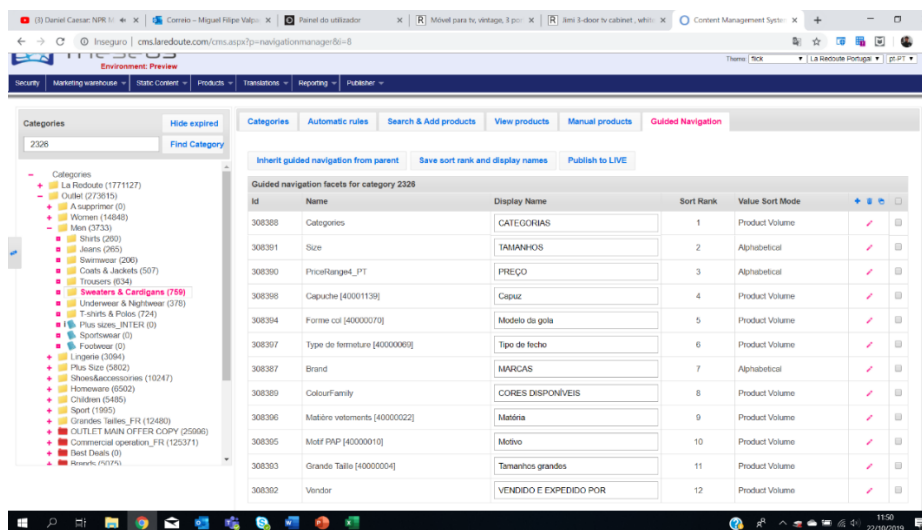 (3) Daniel Caesar: NPR M
Correio – Miguel Filipe Valpa
Painel do utilizador
Móvel para tv, vintage, 3 por
Jimi 3-door tv cabinet , white
Content Management System
Inseguro | cms.laredoute.com/cms.aspx?p=navigationmanager&i=8
THESEUS
Environment: Preview
Theme: flick La Redoute Portugal pt-PT
Security Marketing warehouse Static Content Products Translations Reporting Publisher
Categories Hide expired
2326 Find Category
Categories
La Redoute (1771127)
Outlet (273615)
A supprimer (0)
Women (14848)
Men (3733)
Shirts (260)
Jeans (265)
Swimwear (206)
Coats & Jackets (507)
Trousers (634)
Sweaters & Cardigans (759)
Underwear & Nightwear (378)
T-shirts & Polos (724)
Plus sizes_INTER (0)
Sportswear (0)
Footwear (0)
Lingerie (3094)
Plus Size (5802)
Shoes&accessoiries (10247)
Homeware (6502)
Children (5485)
Sport (1995)
Grandes Tailles_FR (12480)
OUTLET MAIN OFFER COPY (25996)
Commercial operation_FR (125371)
Best Deals (0)
Brands (5075)
Categories Automatic rules Search & Add products View products Manual products Guided Navigation
Inherit guided navigation from parent Save sort rank and display names Publish to LIVE
Guided navigation facets for category 2326
Id Name Display Name Sort Rank Value Sort Mode
308388 Categories CATEGORIAS 1 Product Volume
308391 Size TAMANHOS 2 Alphabetical
308390 PriceRange4_PT PREÇO 3 Alphabetical
308398 Capuche [40001139] Capuz 4 Product Volume
308394 Forme col [40000070] Modelo da gola 5 Product Volume
308397 Type de fermeture [40000069] Tipo de fecho 6 Product Volume
308387 Brand MARCAS 7 Alphabetical
308389 ColourFamily CORES DISPONÍVEIS 8 Product Volume
308396 Matière vetements [40000022] Matéria 9 Product Volume
308395 Motif PAP [40000010] Motivo 10 Product Volume
308393 Grande Taille [40000004] Tamanhos grandes 11 Product Volume
308392 Vendor VENDIDO E EXPEDIDO POR 12 Product Volume
11:50
22/10/2019